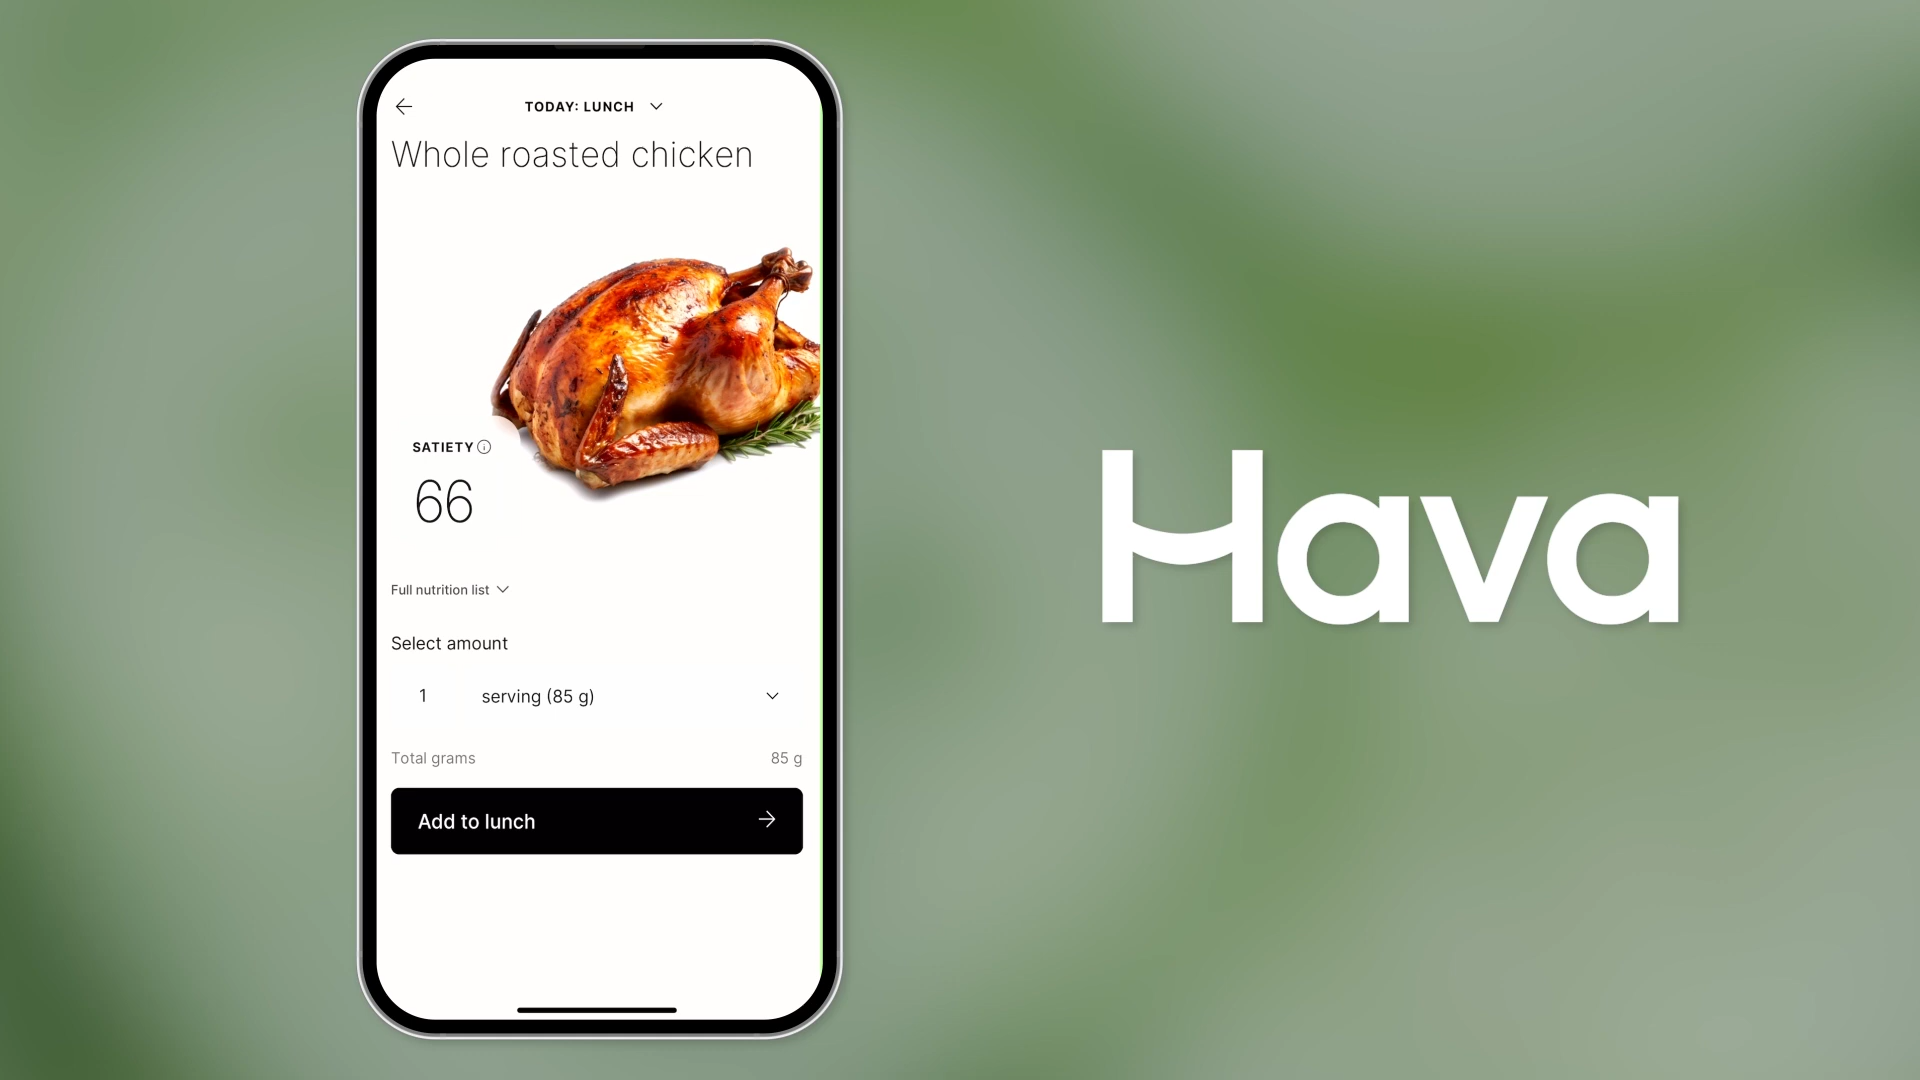 TODAY: LUNCH
Whole roasted chicken
SATIETY
66
Full nutrition list
Select amount
1 serving (85 g)
Total grams 85 g
Add to lunch
Hava